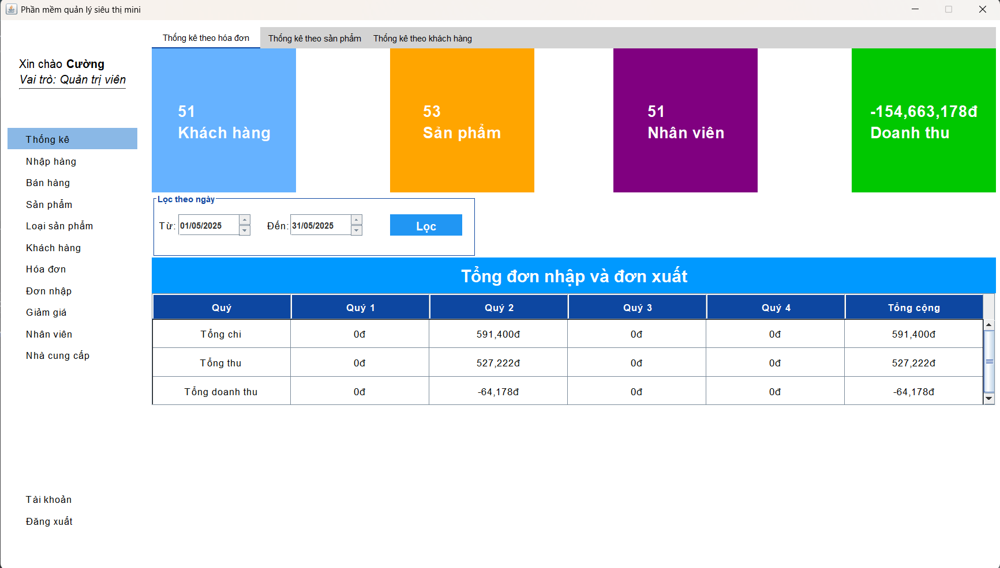 Phần mềm quản lý siêu thị mini
Xin chào Cường
Vai trò: Quản trị viên
Thống kê
Nhập hàng
Bán hàng
Sản phẩm
Loại sản phẩm
Khách hàng
Hóa đơn
Đơn nhập
Giảm giá
Nhân viên
Nhà cung cấp
Tài khoản
Đăng xuất
Thống kê theo hóa đơn Thống kê theo sản phẩm Thống kê theo khách hàng
51
Khách hàng
53
Sản phẩm
51
Nhân viên
-154,663,178đ
Doanh thu
Lọc theo ngày
Từ: 01/05/2025 Đến: 31/05/2025 Lọc
Tổng đơn nhập và đơn xuất
Quý Quý 1 Quý 2 Quý 3 Quý 4 Tổng cộng
Tổng chi 0đ 591,400đ 0đ 0đ 591,400đ
Tổng thu 0đ 527,222đ 0đ 0đ 527,222đ
Tổng doanh thu 0đ -64,178đ 0đ 0đ -64,178đ